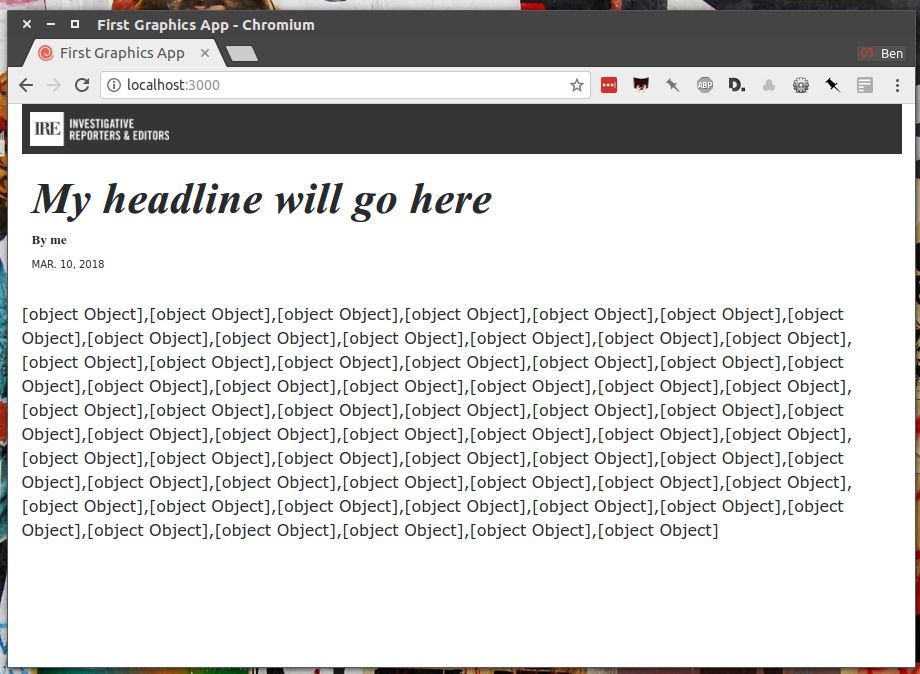 First Graphics App - Chromium
First Graphics App
Ben
localhost:3000
ABP
D.
IRE
INVESTIGATIVE
REPORTERS & EDITORS
My headline will go here
By me
MAR. 10, 2018
[object Object],[object Object],[object Object],[object Object],[object Object],[object Object],[object
Object],[object Object],[object Object],[object Object],[object Object],[object Object],[object Object],
[object Object],[object Object],[object Object],[object Object],[object Object],[object Object],[object
Object],[object Object],[object Object],[object Object],[object Object],[object Object],[object Object],
[object Object],[object Object],[object Object],[object Object],[object Object],[object Object],[object
Object],[object Object],[object Object],[object Object],[object Object],[object Object],[object Object],
[object Object],[object Object],[object Object],[object Object],[object Object],[object Object],[object
Object],[object Object],[object Object],[object Object],[object Object],[object Object],[object Object],
[object Object],[object Object],[object Object],[object Object],[object Object],[object Object],[object
Object],[object Object],[object Object],[object Object],[object Object],[object Object]